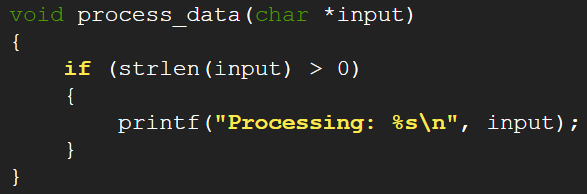 void process_data(char *input)
{
    if (strlen(input) > 0)
    {
        printf("Processing: %s\n", input);
    }
}